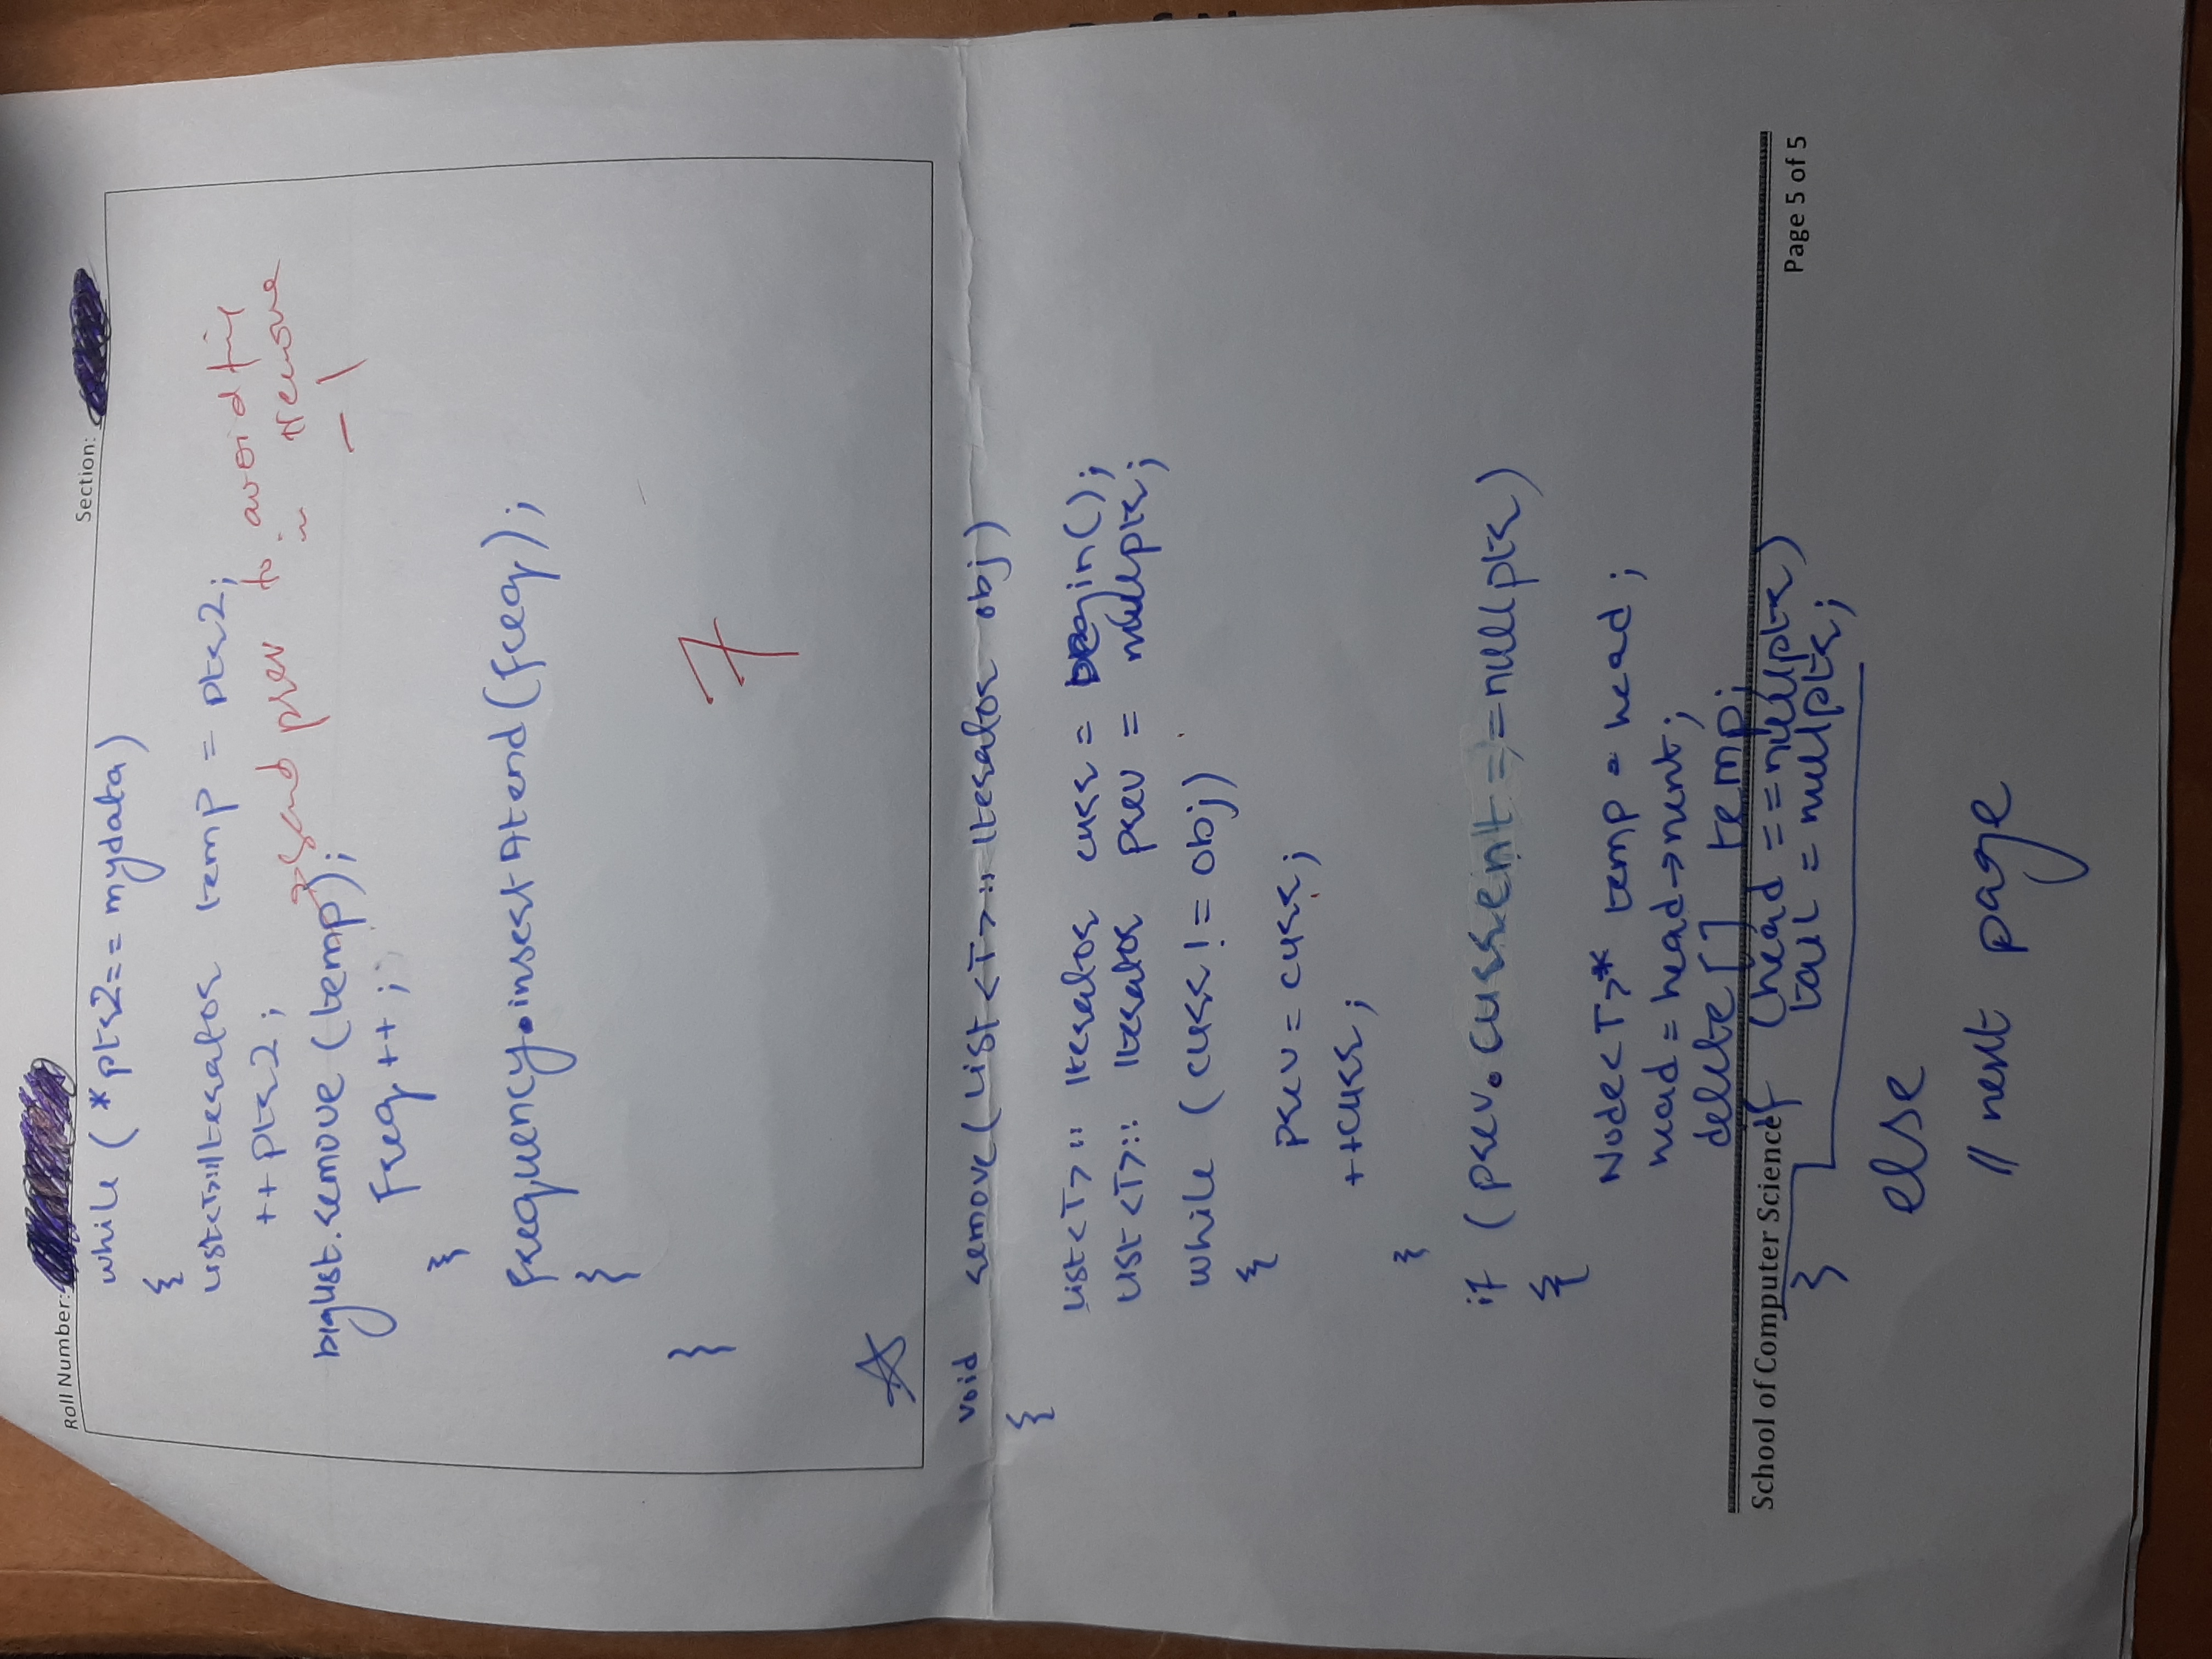 Roll Number:
Section:
while ( *ptr2== mydata)
{
List<T>::Iterator temp = ptr2;
++ptr2;
→ send prev to avoid
in remove
-1
biglist.remove (temp);
freq++;
}
frequency.insertAtend(freq);
}
}
7
void remove( List<T>:: Iterator obj)
{
List<T>:: Iterator curr = begin();
List<T>:: Iterator prev = nullptr;
while (curr != obj)
{
prev = curr;
++curr;
}
if (prev.current ==nullptr)
{
Node<T>* temp = head;
head = head→next;
delete[] temp;
School of Computer Science
if (head ==nullptr)
Page 5 of 5
tail = nullptr;
}
else
// next page